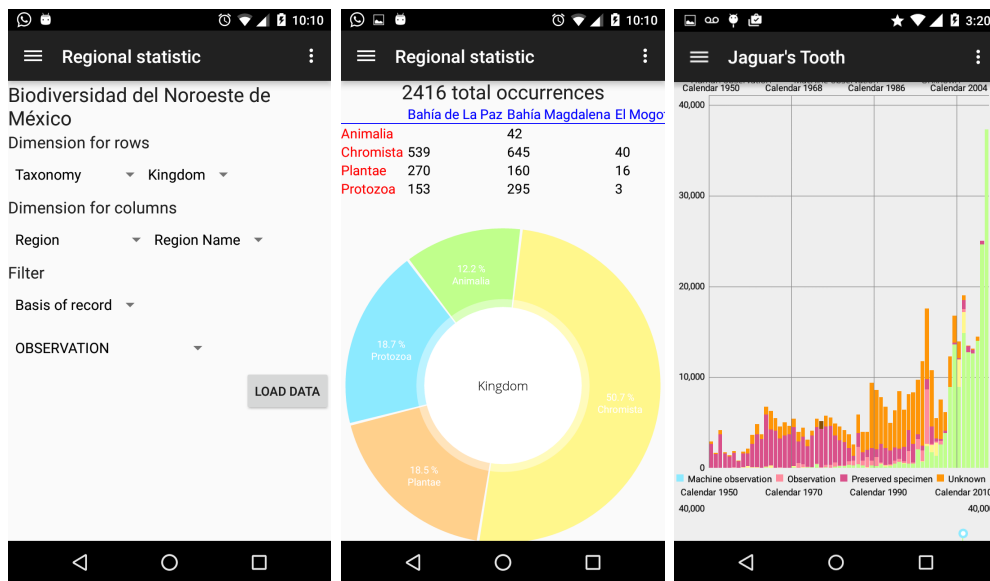 10:10
Regional statistic
Biodiversidad del Noroeste de
México
Dimension for rows
Taxonomy Kingdom
Dimension for columns
Region Region Name
Filter
Basis of record
OBSERVATION
LOAD DATA
10:10
Regional statistic
2416 total occurrences
Bahía de La Paz Bahía Magdalena El Mogot
Animalia 42
Chromista 539 645 40
Plantae 270 160 16
Protozoa 153 295 3
12.2 %
Animalia
18.7 %
Protozoa
Kingdom
50.7 %
Chromista
18.5 %
Plantae
3:20
Jaguar's Tooth
Calendar 1950 Calendar 1968 Calendar 1986 Calendar 2004
40,000
30,000
20,000
10,000
0
Machine observation Observation Preserved specimen Unknown
Calendar 1950 Calendar 1970 Calendar 1990 Calendar 2010
40,000 40,00